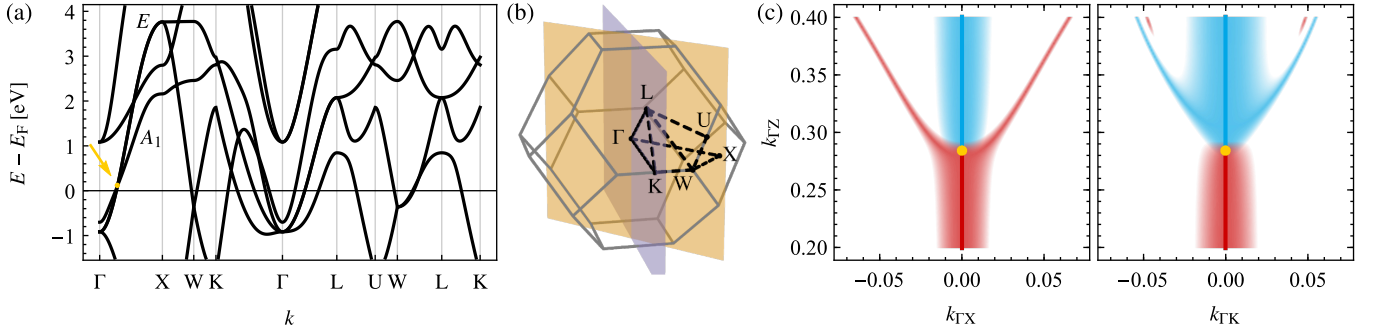 (a)
E − E_F [eV]
4
3
2
1
0
−1
E
A₁
Γ X W K Γ L U W L K
k
(b)
L
U
Γ
X
K
W
(c)
k_ΓZ
0.40
0.35
0.30
0.25
0.20
−0.05 0.00 0.05
k_ΓX
−0.05 0.00 0.05
k_ΓK